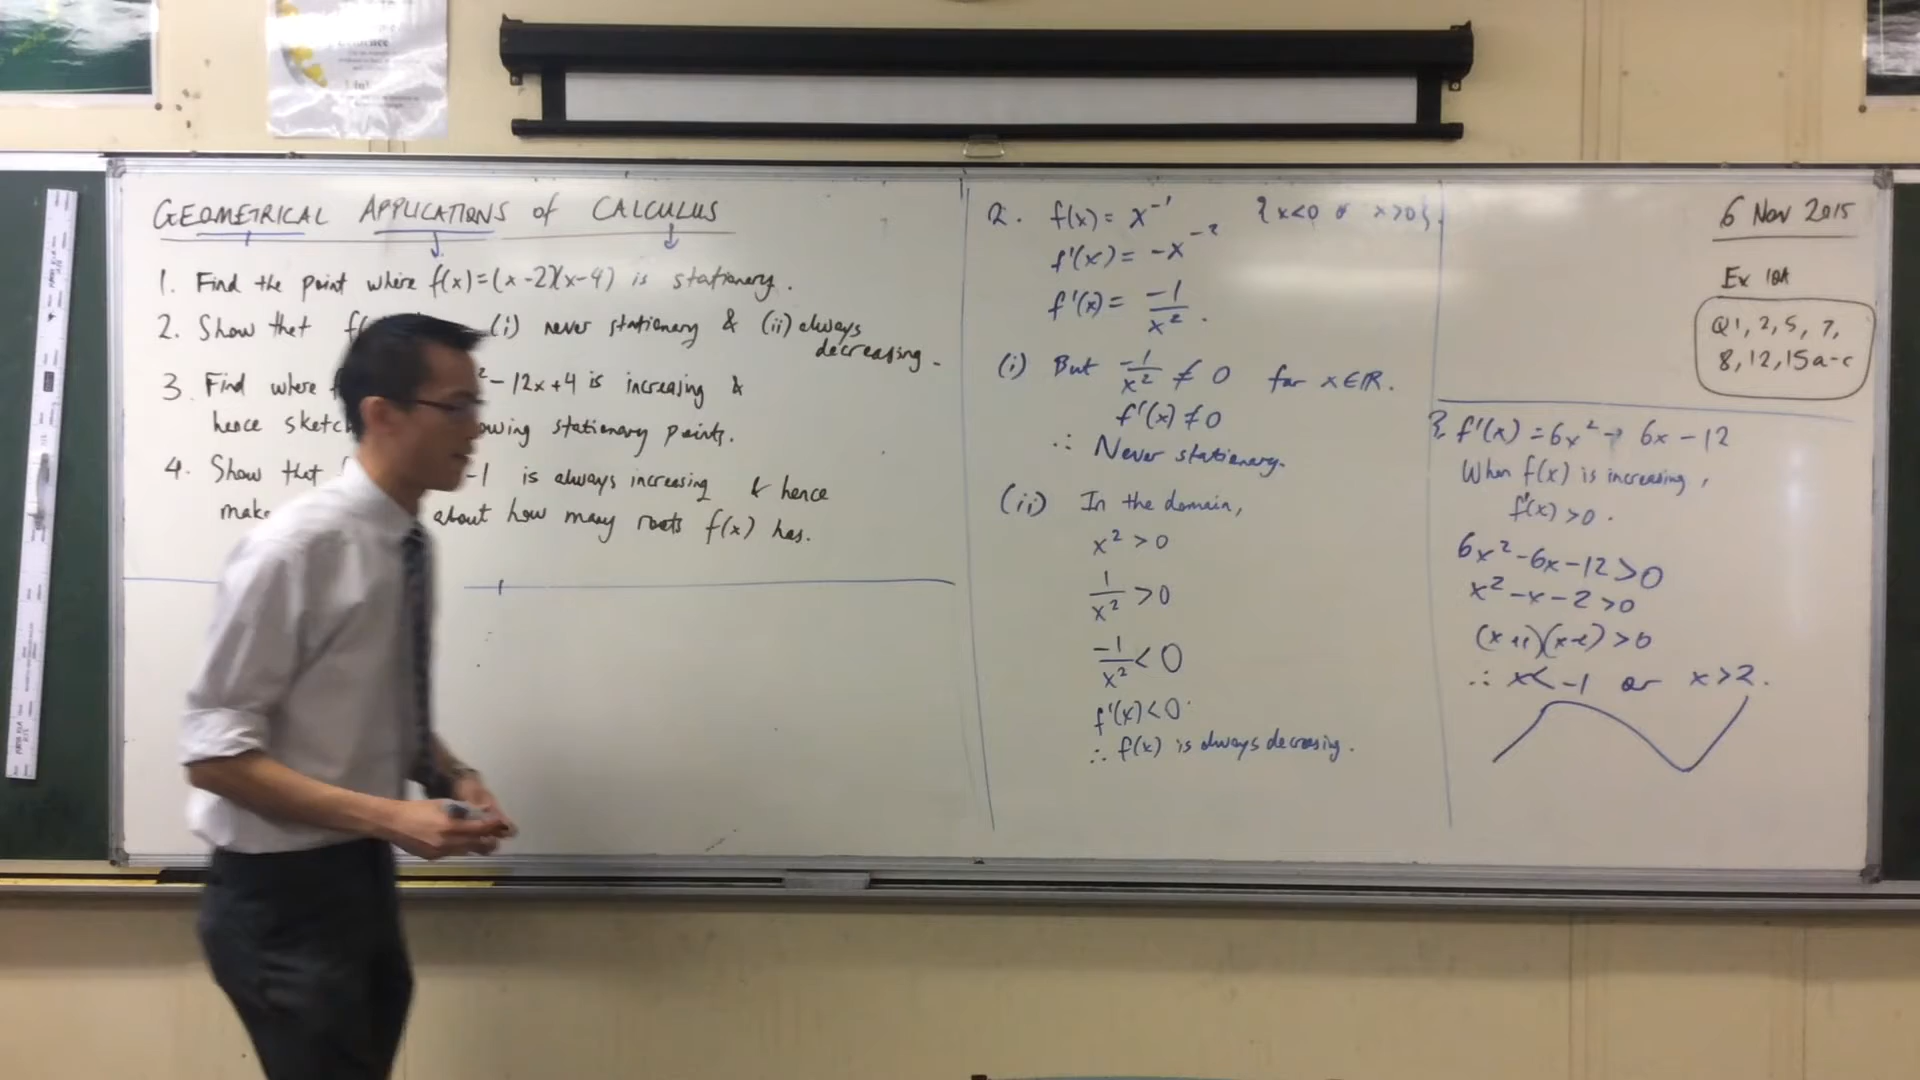 GEOMETRICAL APPLICATIONS of CALCULUS
1. Find the point where f(x)=(x-2)(x-4) is stationary.
2. Show that f (i) never stationary & (ii) always
decreasing.
3. Find where f ² - 12x+4 is increasing &
hence sketch owing stationary points.
4. Show that -1 is always increasing & hence
make about how many roots f(x) has.
2. f(x) = x⁻¹ {x<0 or x>0}.
f'(x) = -x⁻²
f'(x) = -1/x².
(i) But -1/x² ≠ 0 for x∈ℝ.
f'(x) ≠ 0
∴ Never stationary.
(ii) In the domain,
x² > 0
1/x² > 0
-1/x² < 0
f'(x) < 0
∴ f(x) is always decreasing.
6 Nov 2015
Ex 10A
Q1, 2, 5, 7,
8, 12, 15a-c
3. f'(x) = 6x² - 6x - 12
When f(x) is increasing,
f'(x) > 0.
6x² - 6x - 12 > 0
x² - x - 2 > 0
(x+1)(x-2) > 0
∴ x < -1 or x > 2.